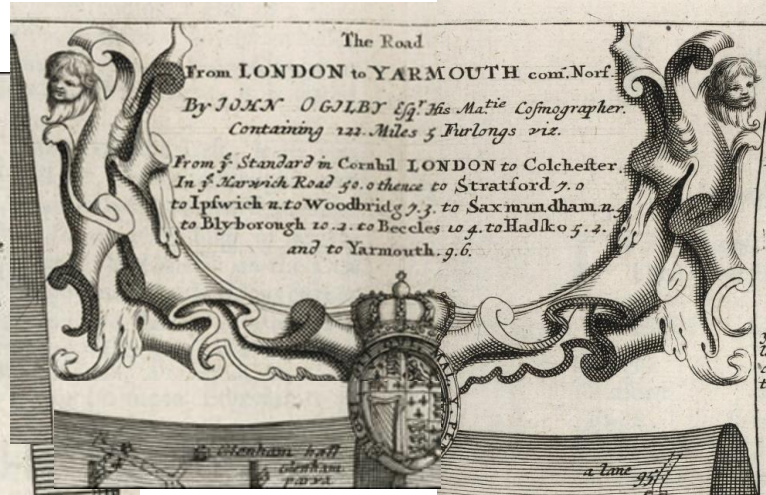 The Road
From LONDON to YARMOUTH com. Norf.
By JOHN OGILBY Esqr. His Matie Cosmographer.
Containing 122 Miles 5 Furlongs viz.
From ye Standard in Cornhil LONDON to Colchester.
In ye Harwich Road 50.0 thence to Stratford 7.0
to Ipswich 11. to Woodbridg 7.3. to Saxmundham. 11.
to Blyborough 10.2. to Beccles 10 4. to Hadsko 5.2.
and to Yarmouth. 9.6.
Glenham hall
Glenham
parva
a lane 95